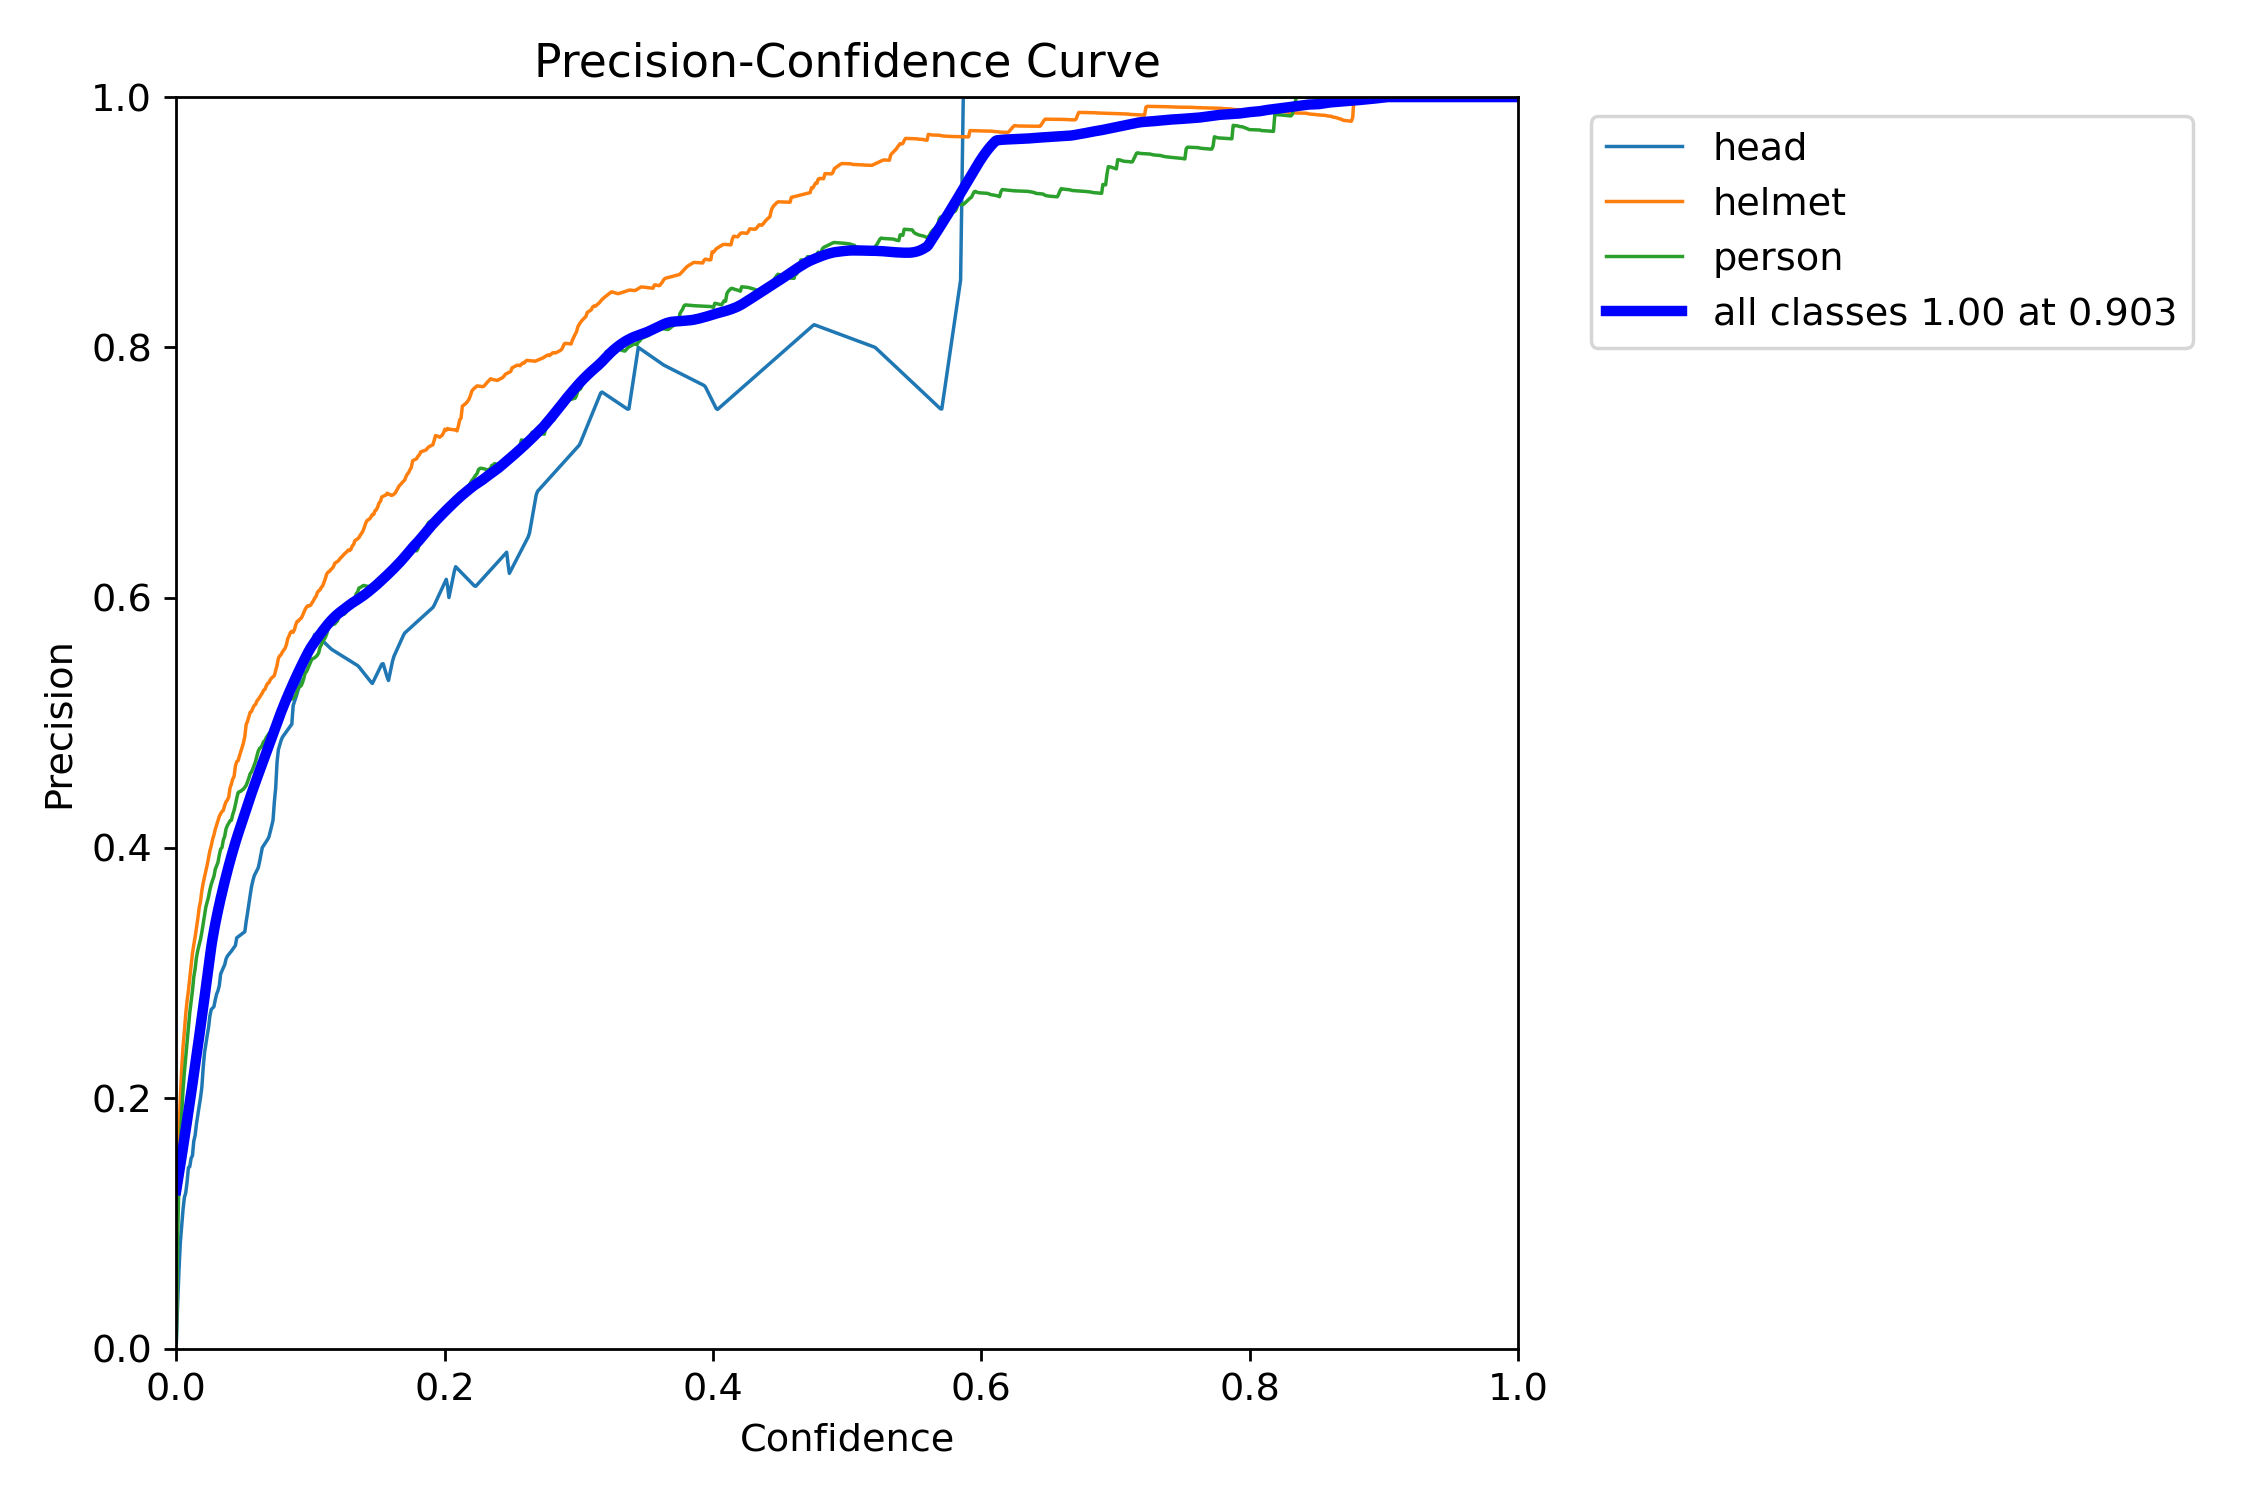 Precision-Confidence Curve
1.0
0.8
0.6
0.4
0.2
0.0
Precision
0.0 0.2 0.4 0.6 0.8 1.0
Confidence
head
helmet
person
all classes 1.00 at 0.903